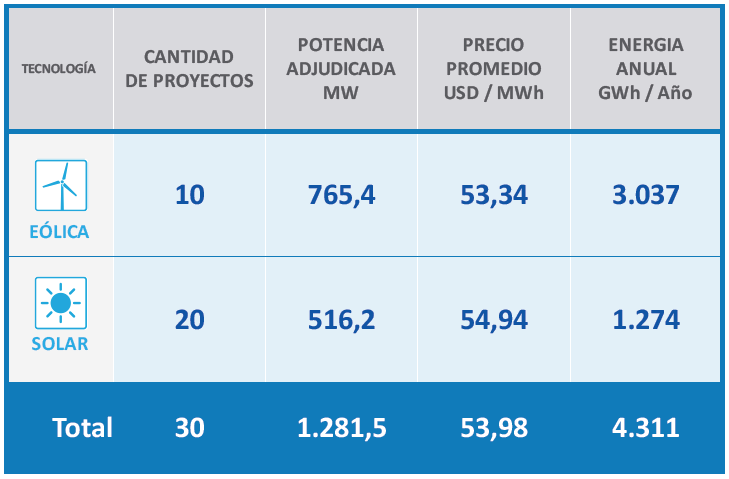 TECNOLOGÍA
CANTIDAD
DE PROYECTOS
POTENCIA
ADJUDICADA
MW
PRECIO
PROMEDIO
USD / MWh
ENERGIA
ANUAL
GWh / Año
EÓLICA
10
765,4
53,34
3.037
SOLAR
20
516,2
54,94
1.274
Total
30
1.281,5
53,98
4.311